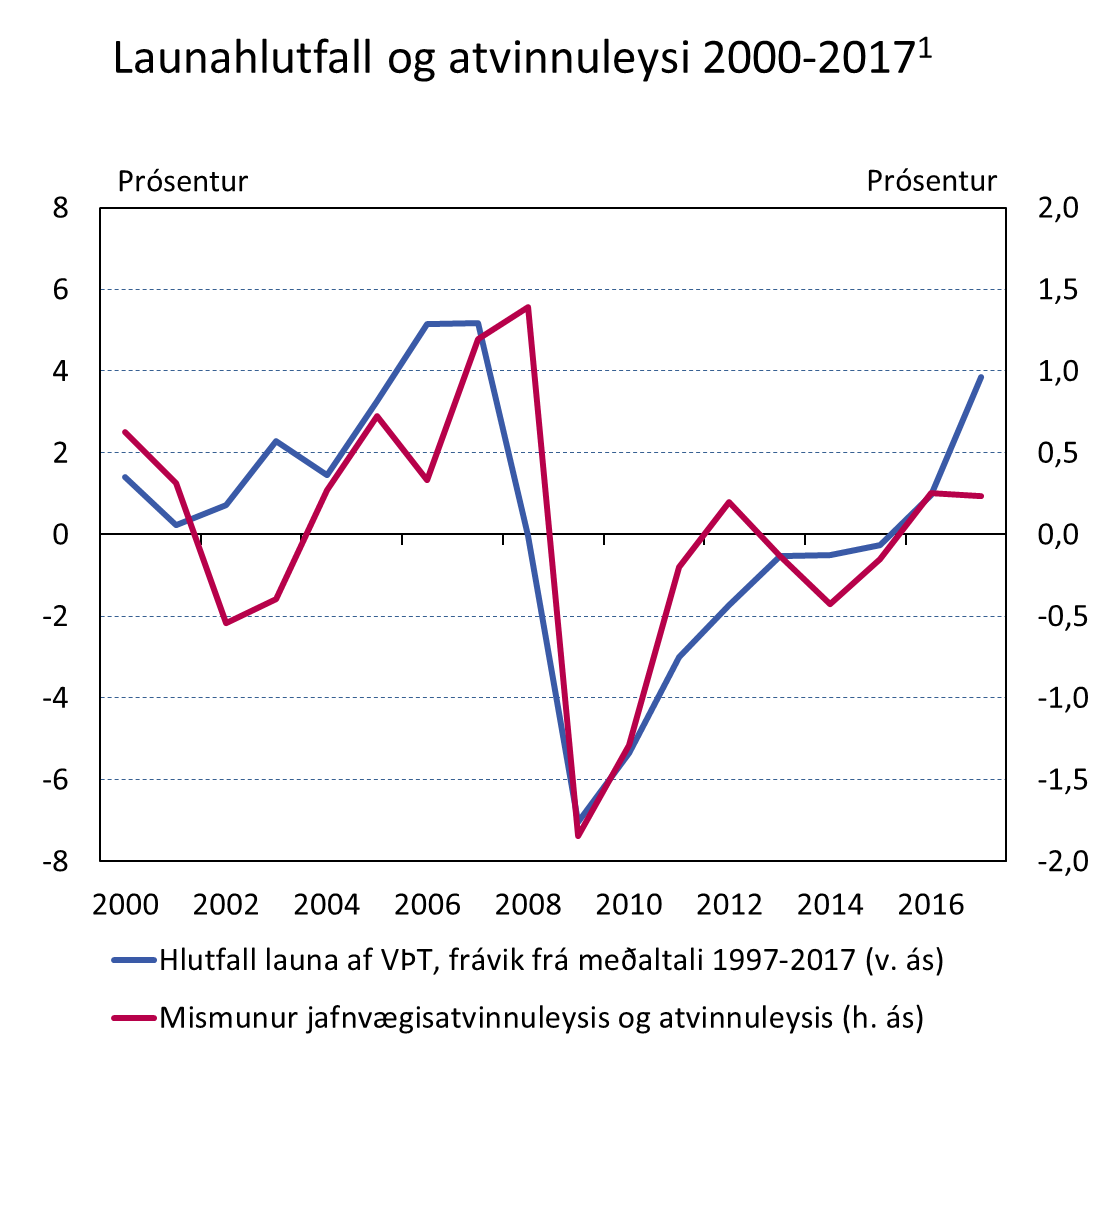 Launahlutfall og atvinnuleysi 2000-2017¹
Prósentur Prósentur
8 2,0
6 1,5
4 1,0
2 0,5
0 0,0
-2 -0,5
-4 -1,0
-6 -1,5
-8 -2,0
2000 2002 2004 2006 2008 2010 2012 2014 2016
Hlutfall launa af VÞT, frávik frá meðaltali 1997-2017 (v. ás)
Mismunur jafnvægisatvinnuleysis og atvinnuleysis (h. ás)